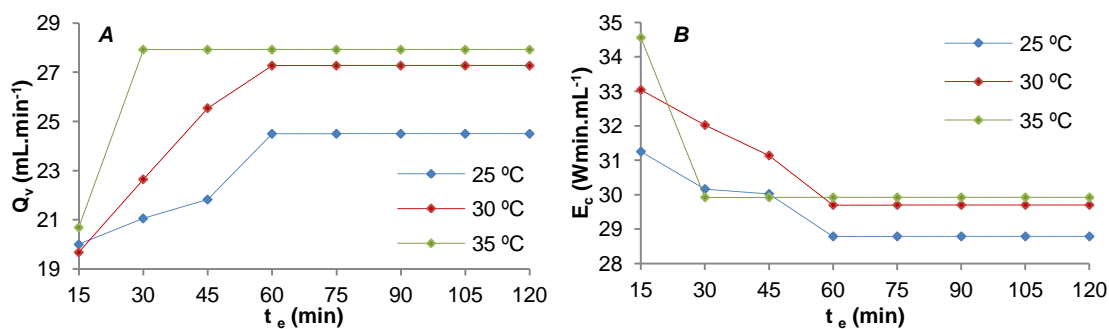 A
29
27
25
23
21
19
Qᵥ (mL.min⁻¹)
25 ºC
30 ºC
35 ºC
15 30 45 60 75 90 105 120
t e (min)
B
35
34
33
32
31
30
29
28
E_c (Wmin.mL⁻¹)
25 ºC
30 ºC
35 ºC
15 30 45 60 75 90 105 120
t e (min)